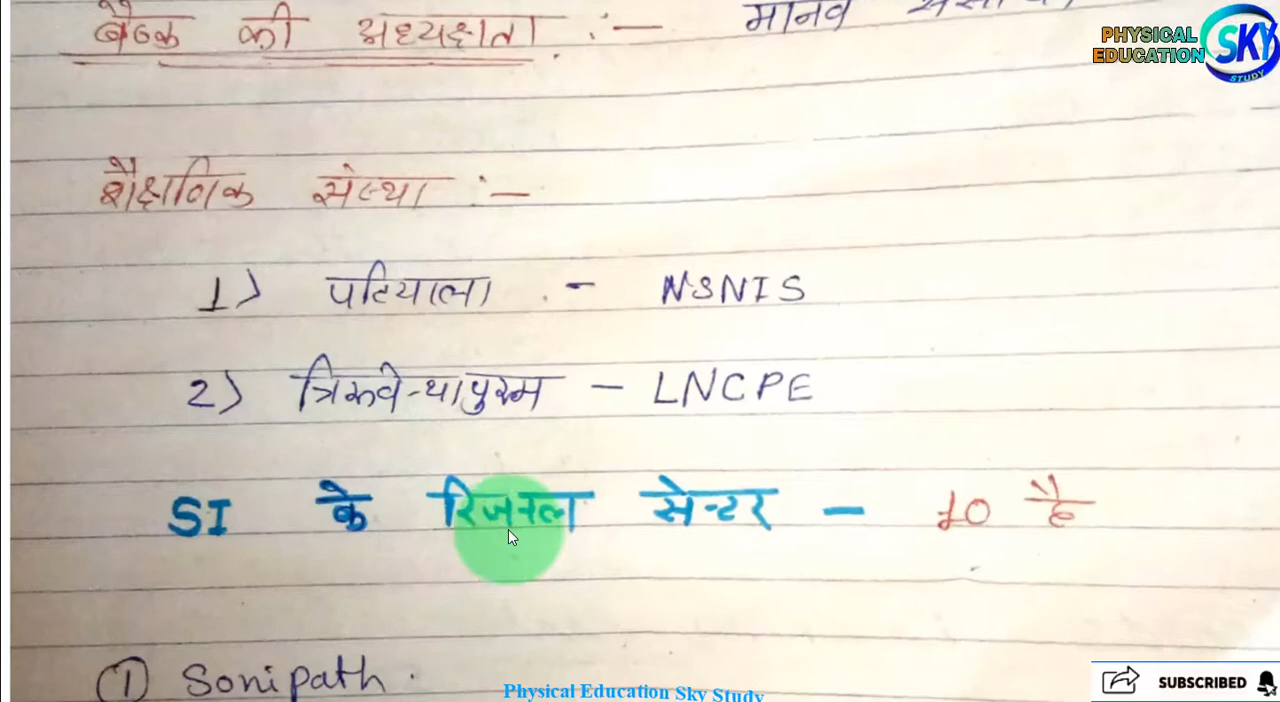 बैठक की अध्यक्षता :— मानव
PHYSICAL
EDUCATION
SKY
STUDY
शैक्षणिक संस्था :—
1) पटियाला - NSNIS
2) त्रिरुवेन्थापुरम — LNCPE
SI के रिजनल सेन्टर — 10 है
① Sonipath.
SUBSCRIBED
Physical Education Sky Study